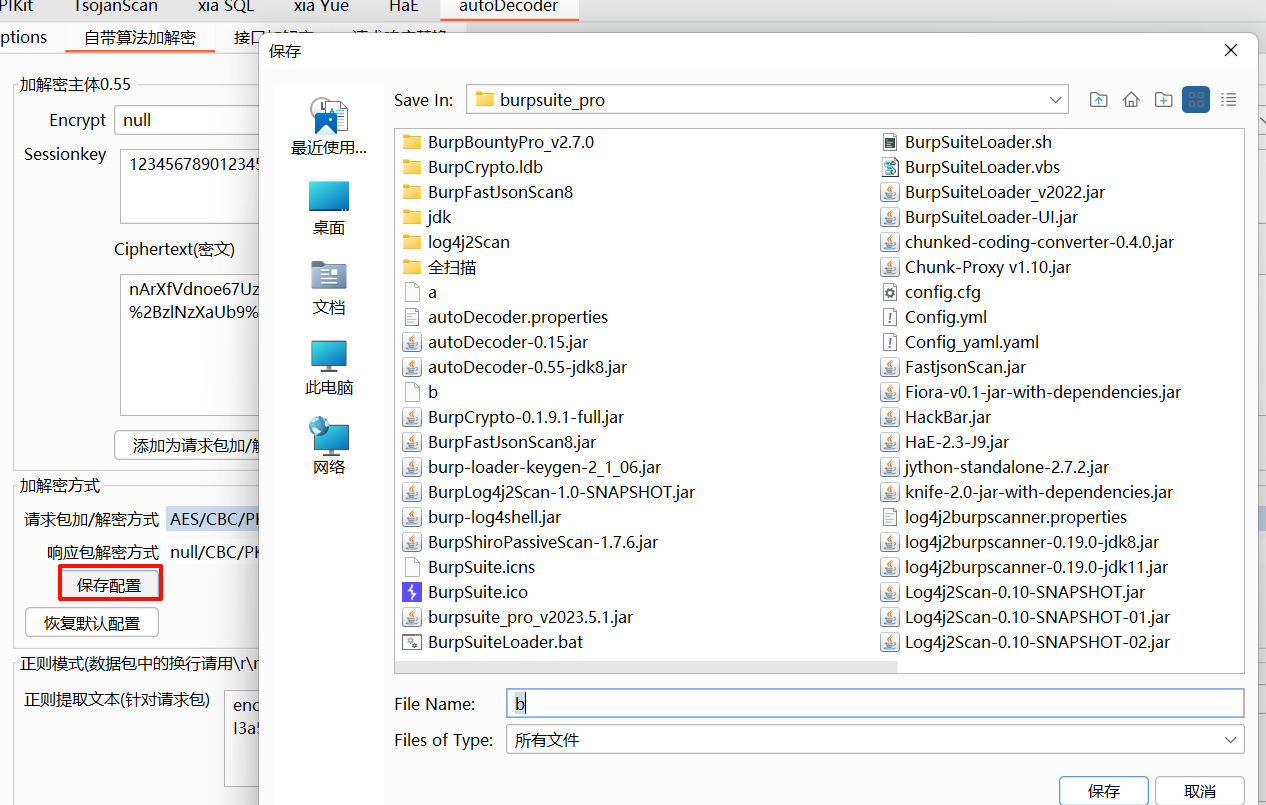 PIKit TsojanScan xia SQL xia Yue HaE autoDecoder
ptions 自带算法加解密
加解密主体0.55
Encrypt null
Sessionkey 123456789012345
Ciphertext(密文)
nArXfVdnoe67Uz
%2BzlNzXaUb9%
添加为请求包加/解
加解密方式
请求包加/解密方式 AES/CBC/PK
响应包解密方式 null/CBC/PK
保存配置
恢复默认配置
正则模式(数据包中的换行请用\r\n
正则提取文本(针对请求包) enc
I3a5
保存
Save In: burpsuite_pro
最近使用...
桌面
文档
此电脑
网络
BurpBountyPro_v2.7.0
BurpCrypto.ldb
BurpFastJsonScan8
jdk
log4j2Scan
全扫描
a
autoDecoder.properties
autoDecoder-0.15.jar
autoDecoder-0.55-jdk8.jar
b
BurpCrypto-0.1.9.1-full.jar
BurpFastJsonScan8.jar
burp-loader-keygen-2_1_06.jar
BurpLog4j2Scan-1.0-SNAPSHOT.jar
burp-log4shell.jar
BurpShiroPassiveScan-1.7.6.jar
BurpSuite.icns
BurpSuite.ico
burpsuite_pro_v2023.5.1.jar
BurpSuiteLoader.bat
BurpSuiteLoader.sh
BurpSuiteLoader.vbs
BurpSuiteLoader_v2022.jar
BurpSuiteLoader-UI.jar
chunked-coding-converter-0.4.0.jar
Chunk-Proxy v1.10.jar
config.cfg
Config.yml
Config_yaml.yaml
FastjsonScan.jar
Fiora-v0.1-jar-with-dependencies.jar
HackBar.jar
HaE-2.3-J9.jar
jython-standalone-2.7.2.jar
knife-2.0-jar-with-dependencies.jar
log4j2burpscanner.properties
log4j2burpscanner-0.19.0-jdk8.jar
log4j2burpscanner-0.19.0-jdk11.jar
Log4j2Scan-0.10-SNAPSHOT.jar
Log4j2Scan-0.10-SNAPSHOT-01.jar
Log4j2Scan-0.10-SNAPSHOT-02.jar
File Name: b
Files of Type: 所有文件
保存 取消